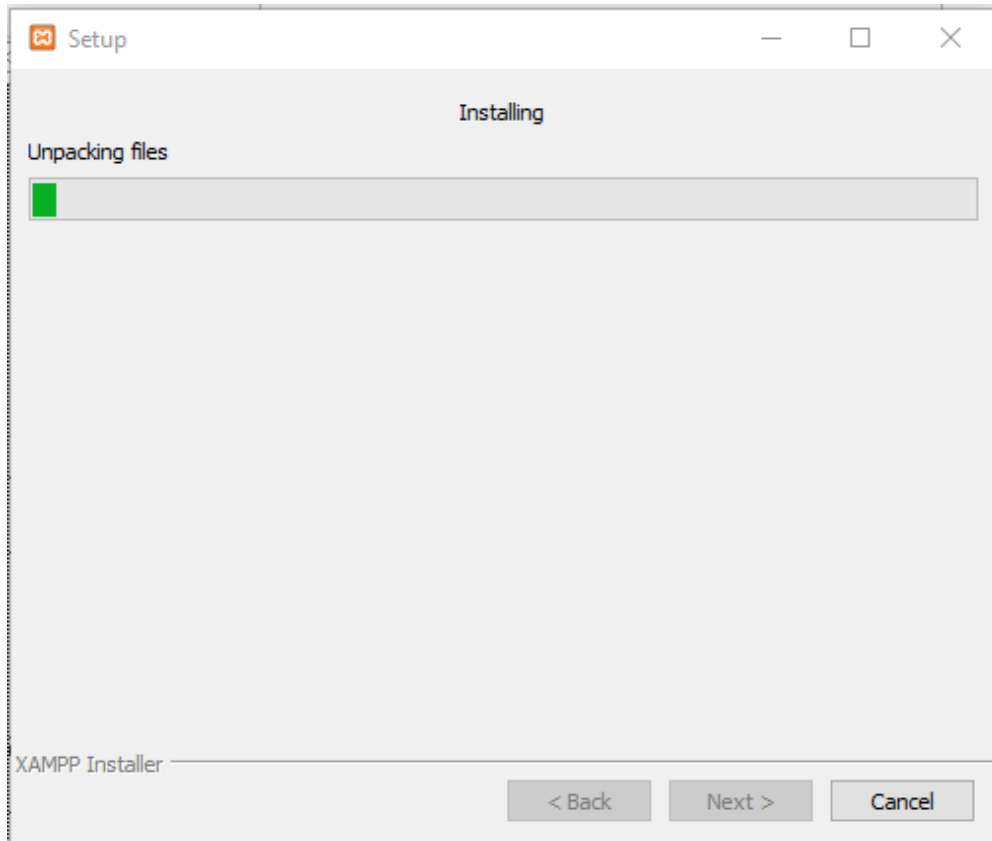 Setup
Installing
Unpacking files
XAMPP Installer
< Back
Next >
Cancel